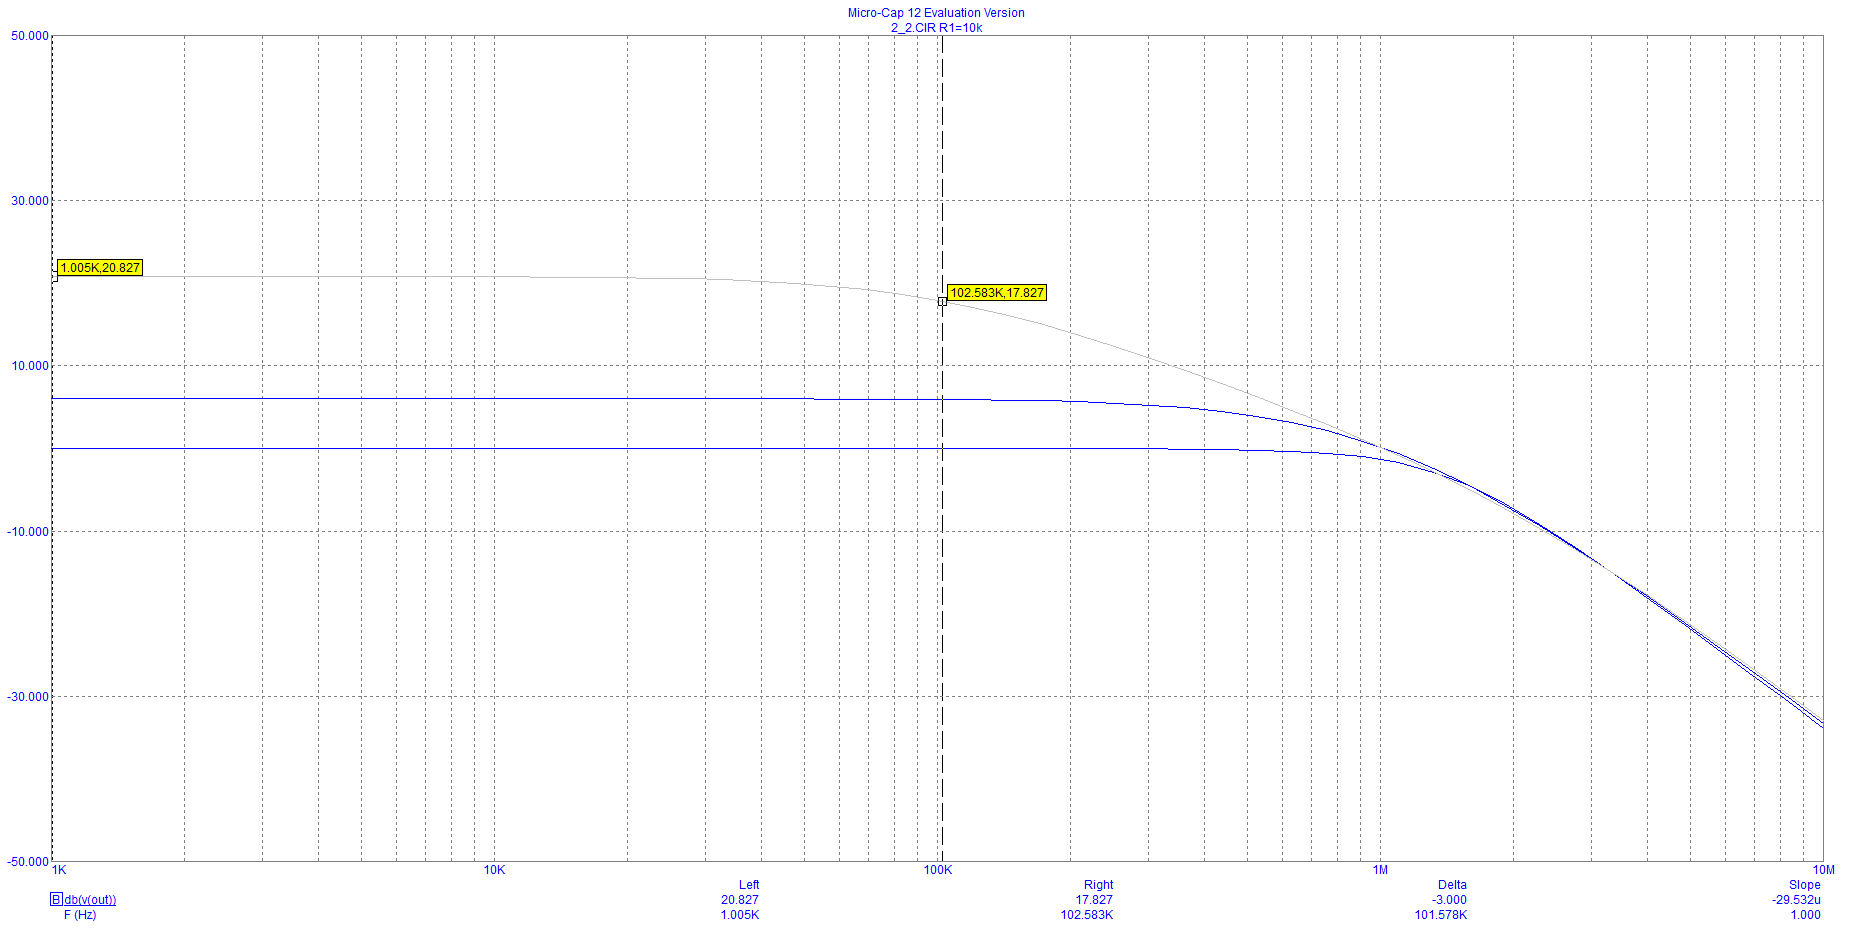 Micro-Cap 12 Evaluation Version
2_2.CIR R1=10k
50.000
30.000
1.005K,20.827
102.583K,17.827
10.000
-10.000
-30.000
-50.000
1K 10K 100K 1M 10M
Left Right Delta Slope
B db(v(out)) 20.827 17.827 -3.000 -29.532u
F (Hz) 1.005K 102.583K 101.578K 1.000